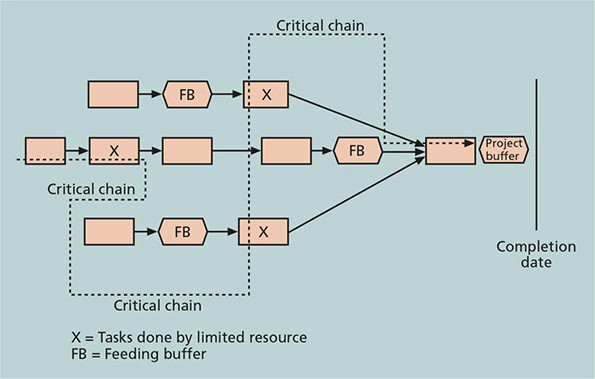 Critical chain
FB
X
X
FB
Project
buffer
Critical chain
FB
X
Completion
date
Critical chain
X = Tasks done by limited resource
FB = Feeding buffer